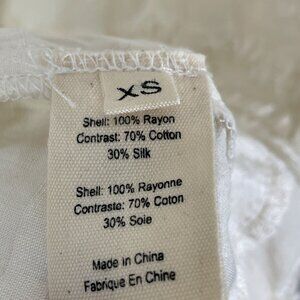 XS
Shell: 100% Rayon
Contrast: 70% Cotton
30% Silk
Shell: 100% Rayonne
Contraste: 70% Coton
30% Soie
Made in China
Fabrique En Chine